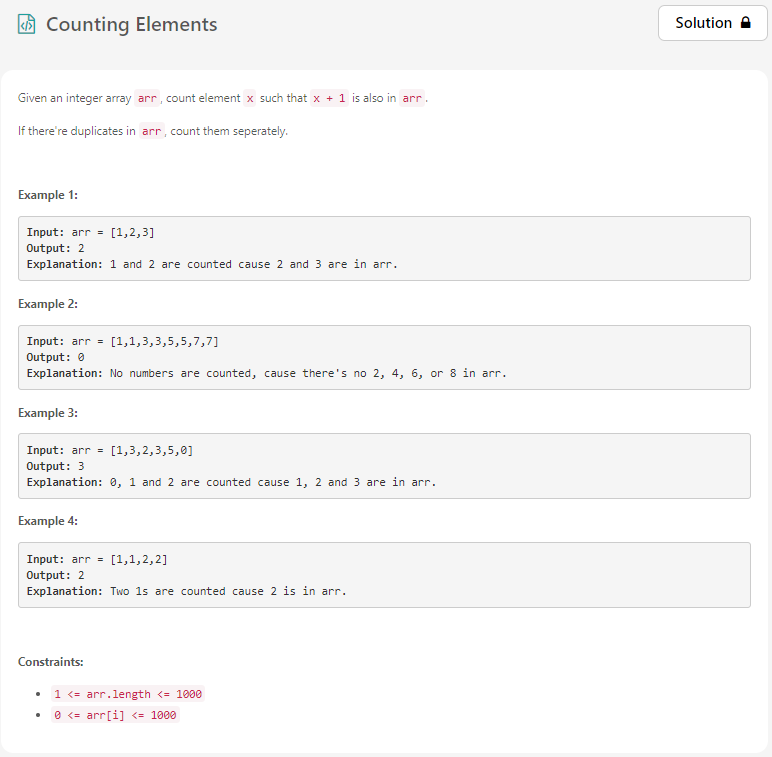 Counting Elements
Solution
Given an integer array arr, count element x such that x + 1 is also in arr.
If there're duplicates in arr, count them seperately.
Example 1:
Input: arr = [1,2,3]
Output: 2
Explanation: 1 and 2 are counted cause 2 and 3 are in arr.
Example 2:
Input: arr = [1,1,3,3,5,5,7,7]
Output: 0
Explanation: No numbers are counted, cause there's no 2, 4, 6, or 8 in arr.
Example 3:
Input: arr = [1,3,2,3,5,0]
Output: 3
Explanation: 0, 1 and 2 are counted cause 1, 2 and 3 are in arr.
Example 4:
Input: arr = [1,1,2,2]
Output: 2
Explanation: Two 1s are counted cause 2 is in arr.
Constraints:
• 1 <= arr.length <= 1000
• 0 <= arr[i] <= 1000